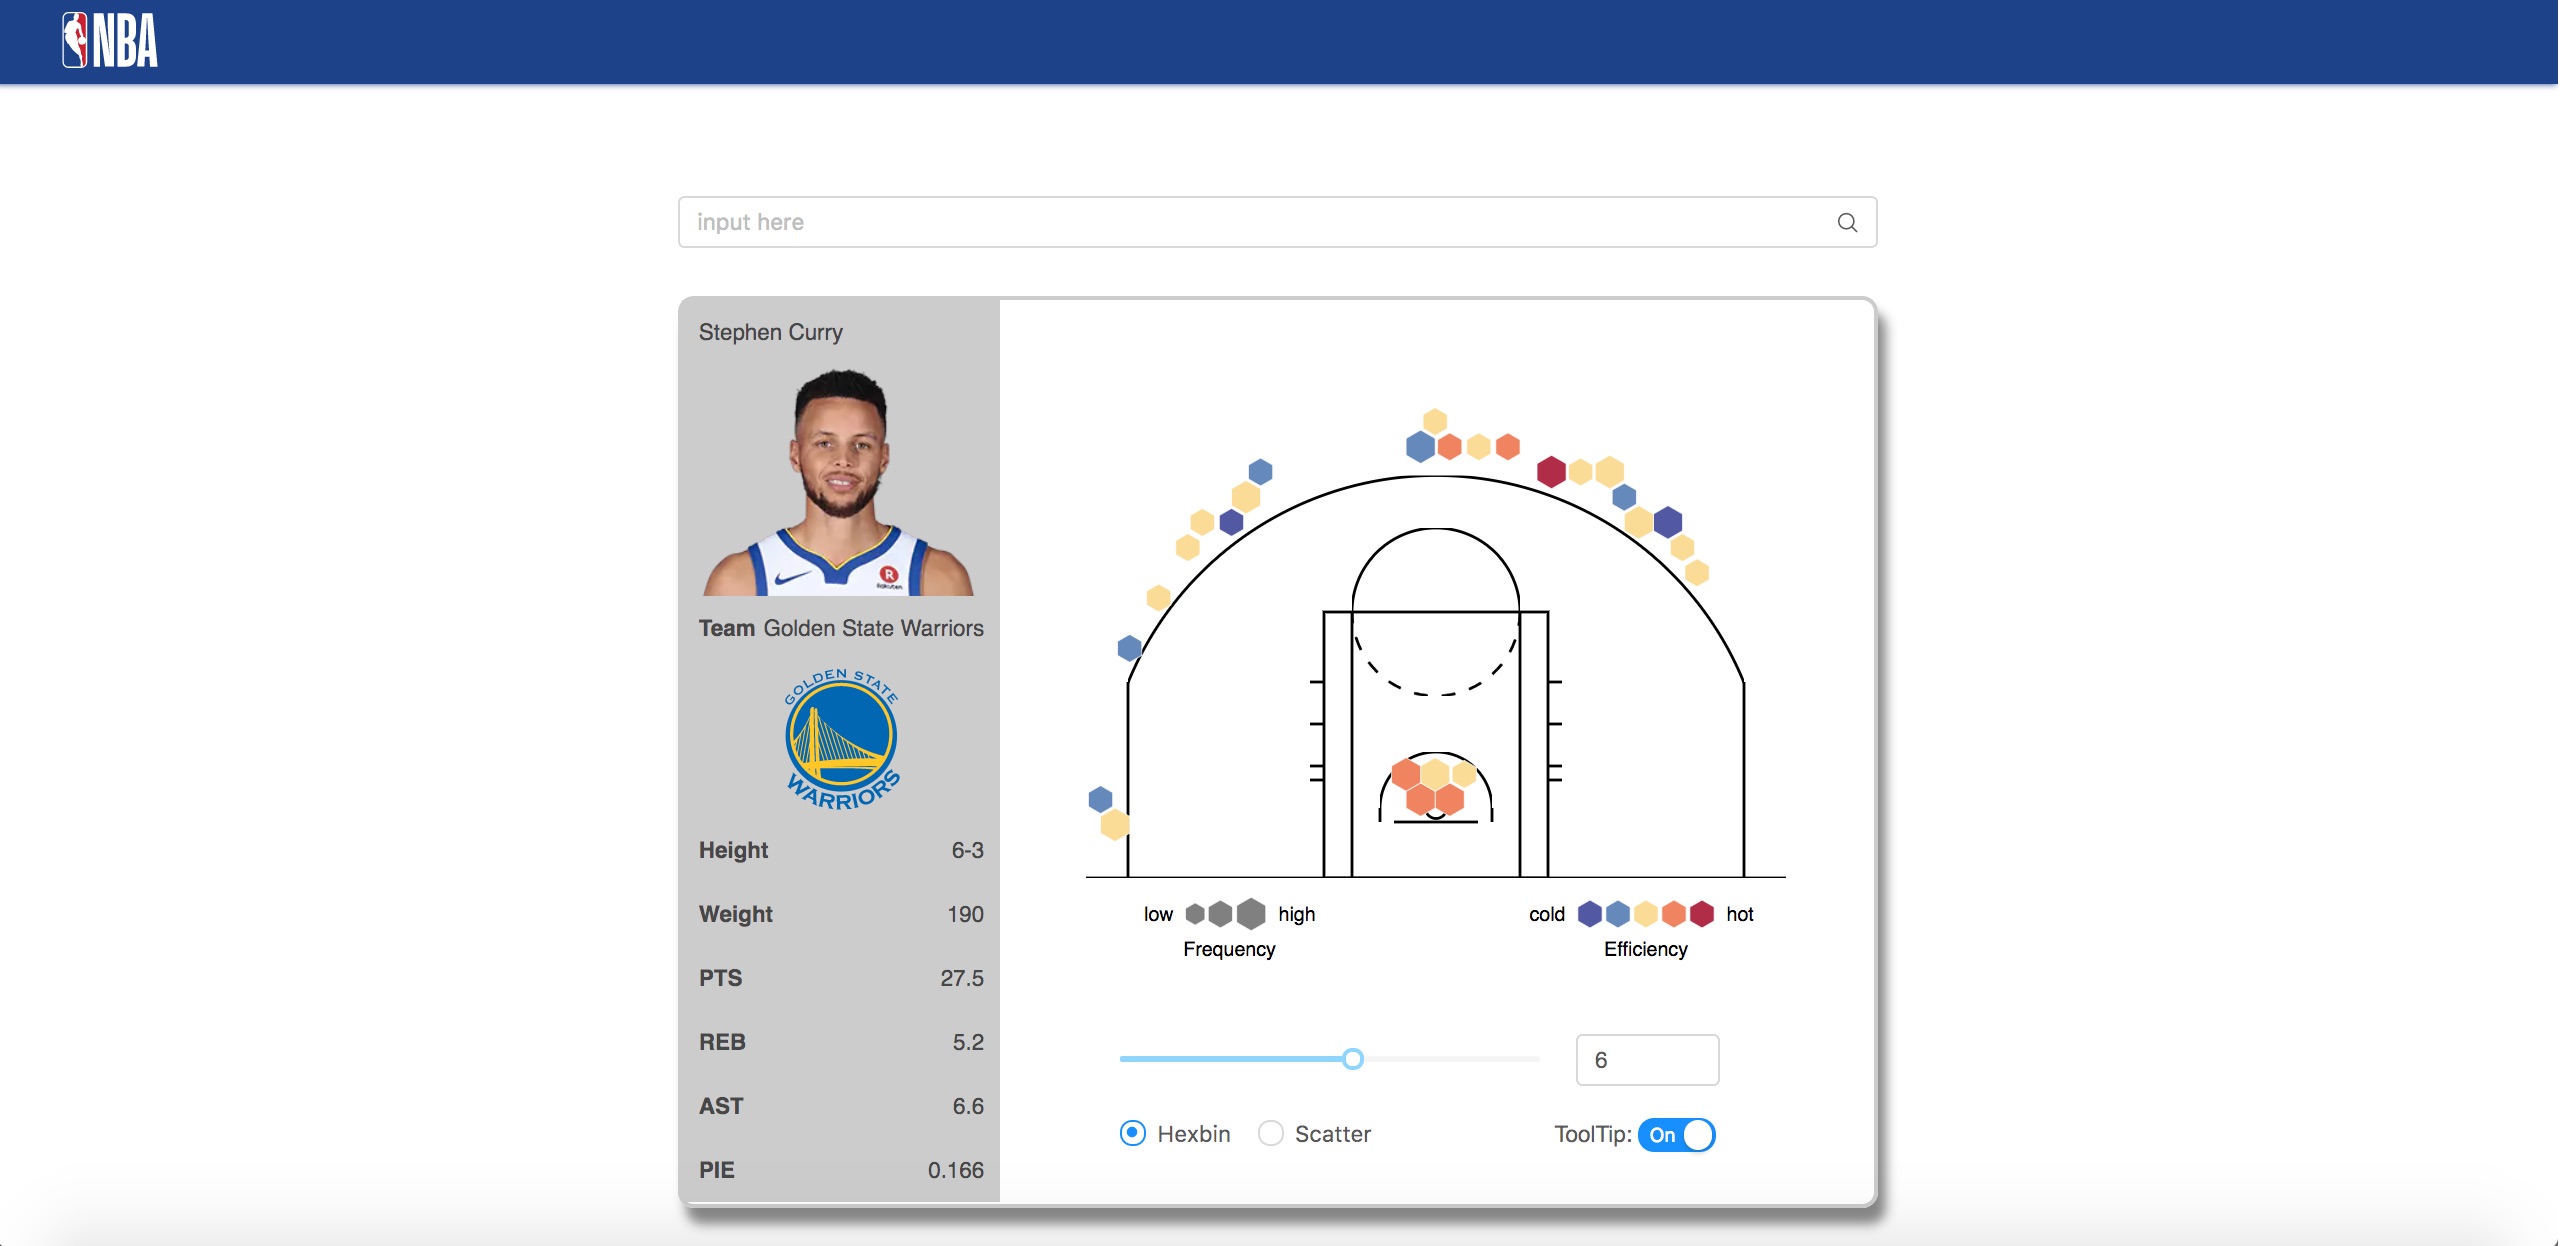 NBA
input here
Stephen Curry
R
Rakuten
Team Golden State Warriors
GOLDEN STATE
WARRIORS
Height 6-3
Weight 190
PTS 27.5
REB 5.2
AST 6.6
PIE 0.166
low high
Frequency
cold hot
Efficiency
6
Hexbin Scatter
ToolTip: On